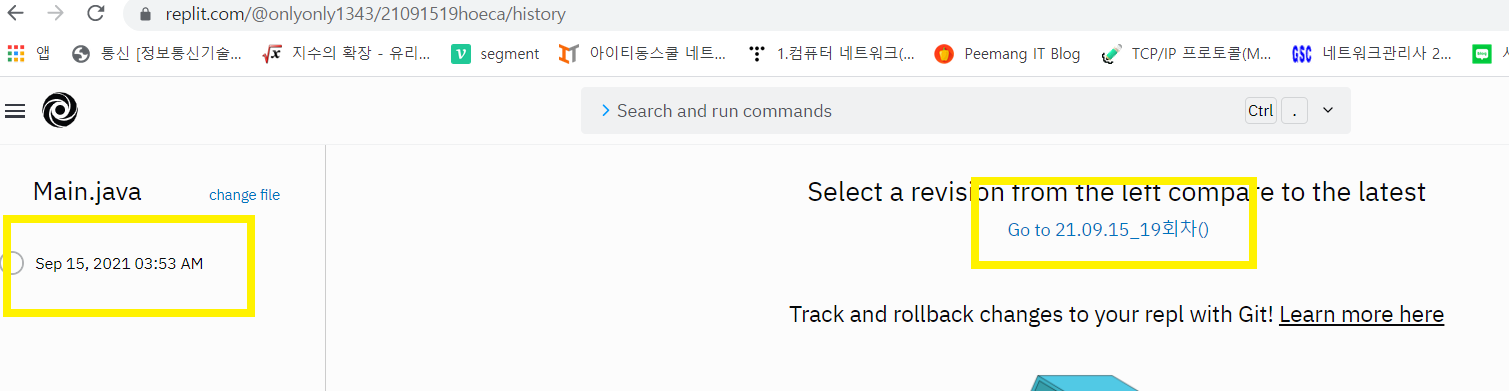 replit.com/@onlyonly1343/21091519hoeca/history
앱 통신 [정보통신기술... 지수의 확장 - 유리... segment 아이티동스쿨 네트... 1.컴퓨터 네트워크(... Peemang IT Blog TCP/IP 프로토콜(M... GSC 네트워크관리사 2...
Search and run commands Ctrl .
Main.java change file
Select a revision from the left compare to the latest
Go to 21.09.15_19회차()
Sep 15, 2021 03:53 AM
Track and rollback changes to your repl with Git! Learn more here